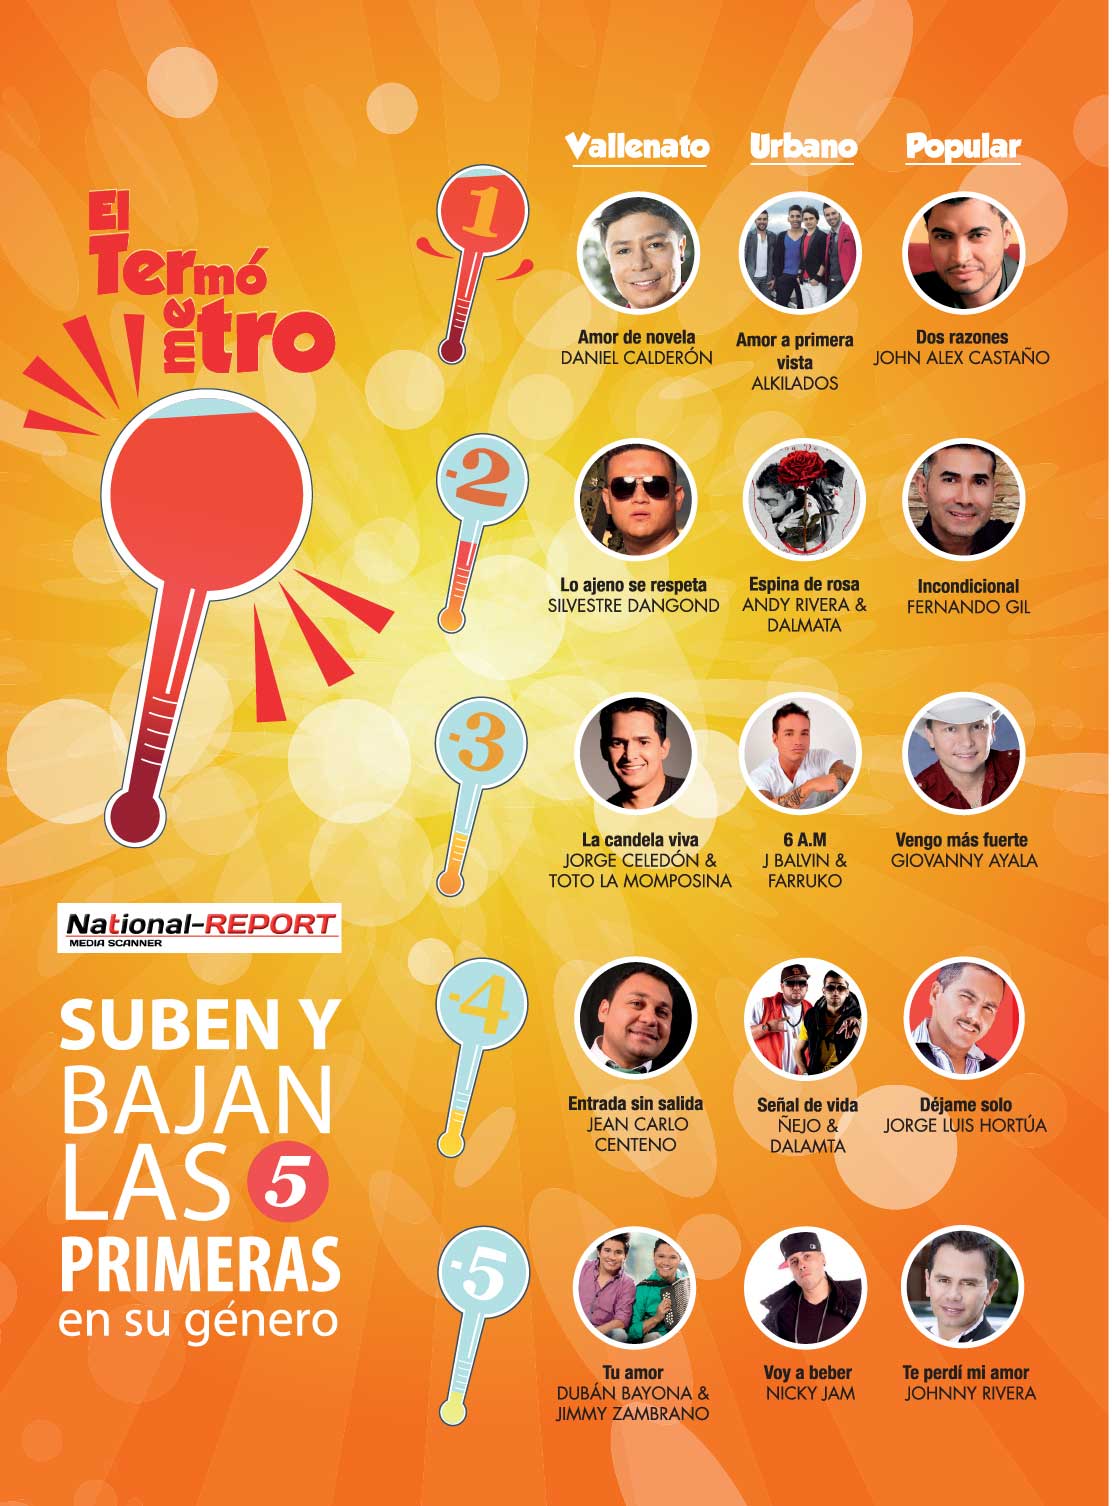 El
Termó
me
tro
Vallenato Urbano Popular
1
Amor de novela
DANIEL CALDERÓN
Amor a primera
vista
ALKILADOS
Dos razones
JOHN ALEX CASTAÑO
·2
Lo ajeno se respeta
SILVESTRE DANGOND
Espina de rosa
ANDY RIVERA &
DALMATA
Incondicional
FERNANDO GIL
·3
La candela viva
JORGE CELEDÓN &
TOTO LA MOMPOSINA
6 A.M
J BALVIN &
FARRUKO
Vengo más fuerte
GIOVANNY AYALA
·4
Entrada sin salida
JEAN CARLO
CENTENO
Señal de vida
ÑEJO &
DALAMTA
Déjame solo
JORGE LUIS HORTÚA
·5
Tu amor
DUBÁN BAYONA &
JIMMY ZAMBRANO
Voy a beber
NICKY JAM
Te perdí mi amor
JOHNNY RIVERA
National-REPORT
MEDIA SCANNER
SUBEN Y
BAJAN
LAS 5
PRIMERAS
en su género